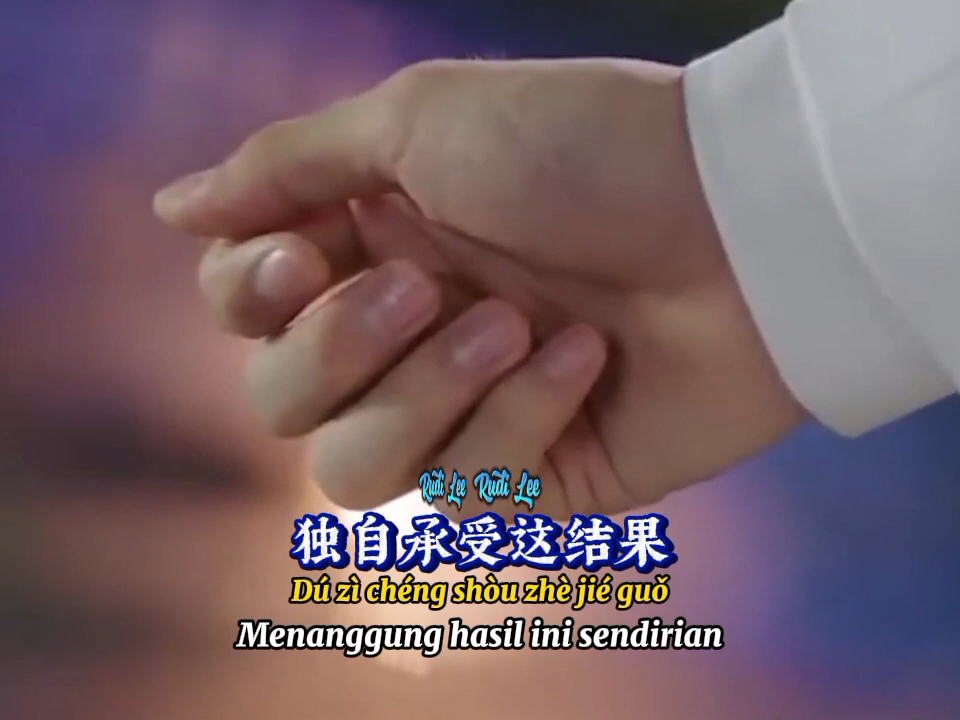 Rudi Lee Rudi Lee
独自承受这结果
Dú zì chéng shòu zhè jié guǒ
Menanggung hasil ini sendirian